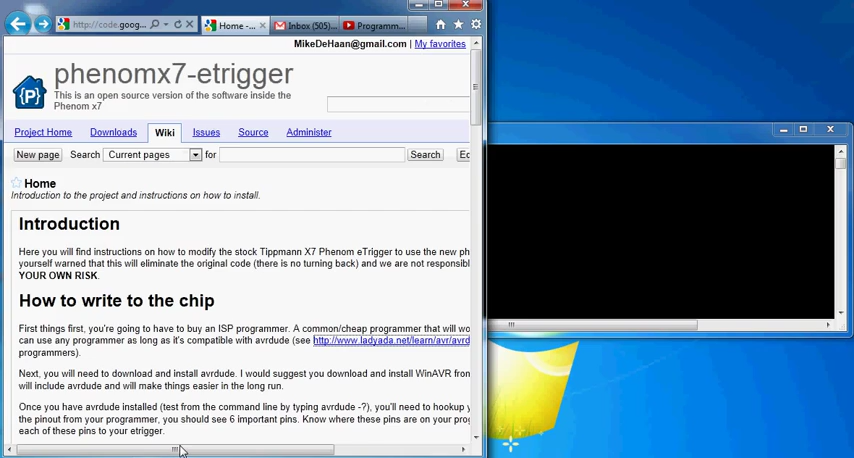 http://code.goog...
Home -...
Inbox (505)...
Programm...
MikeDeHaan@gmail.com | My favorites
{P}
phenomx7-etrigger
This is an open source version of the software inside the
Phenom x7
Project Home
Downloads
Wiki
Issues
Source
Administer
New page
Search
Current pages
for
Search
Ed
Home
Introduction to the project and instructions on how to install.
Introduction
Here you will find instructions on how to modify the stock Tippmann X7 Phenom eTrigger to use the new ph
yourself warned that this will eliminate the original code (there is no turning back) and we are not responsibl
YOUR OWN RISK.
How to write to the chip
First things first, you're going to have to buy an ISP programmer. A common/cheap programmer that will wo
can use any programmer as long as it's compatible with avrdude (see http://www.ladyada.net/learn/avr/avrd
programmers).
Next, you will need to download and install avrdude. I would suggest you download and install WinAVR from
will include avrdude and will make things easier in the long run.
Once you have avrdude installed (test from the command line by typing avrdude -?), you'll need to hookup y
the pinout from your programmer, you should see 6 important pins. Know where these pins are on your prog
each of these pins to your etrigger.